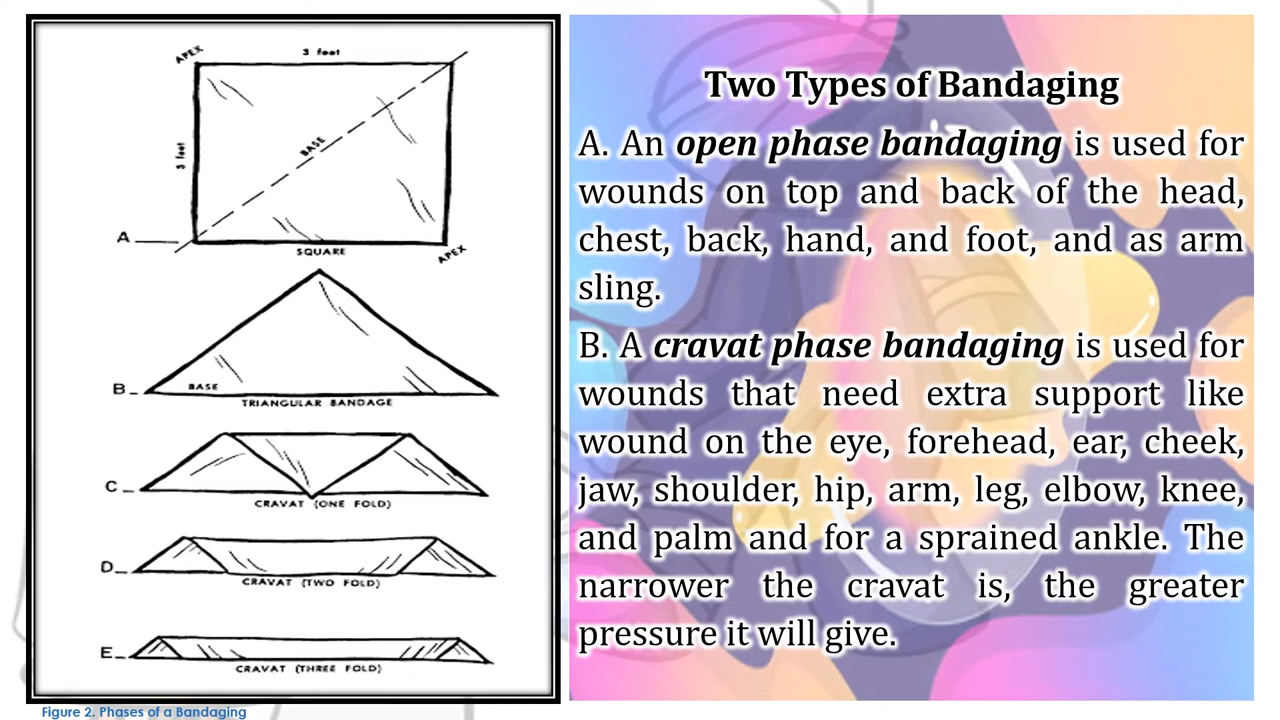 APEX
3 feet
3 feet
BASE
A
SQUARE
APEX
B
BASE
TRIANGULAR BANDAGE
C
CRAVAT (ONE FOLD)
D
CRAVAT (TWO FOLD)
E
CRAVAT (THREE FOLD)
Figure 2. Phases of a Bandaging
Two Types of Bandaging
A. An open phase bandaging is used for
wounds on top and back of the head,
chest, back, hand, and foot, and as arm
sling.
B. A cravat phase bandaging is used for
wounds that need extra support like
wound on the eye, forehead, ear, cheek,
jaw, shoulder, hip, arm, leg, elbow, knee,
and palm and for a sprained ankle. The
narrower the cravat is, the greater
pressure it will give.